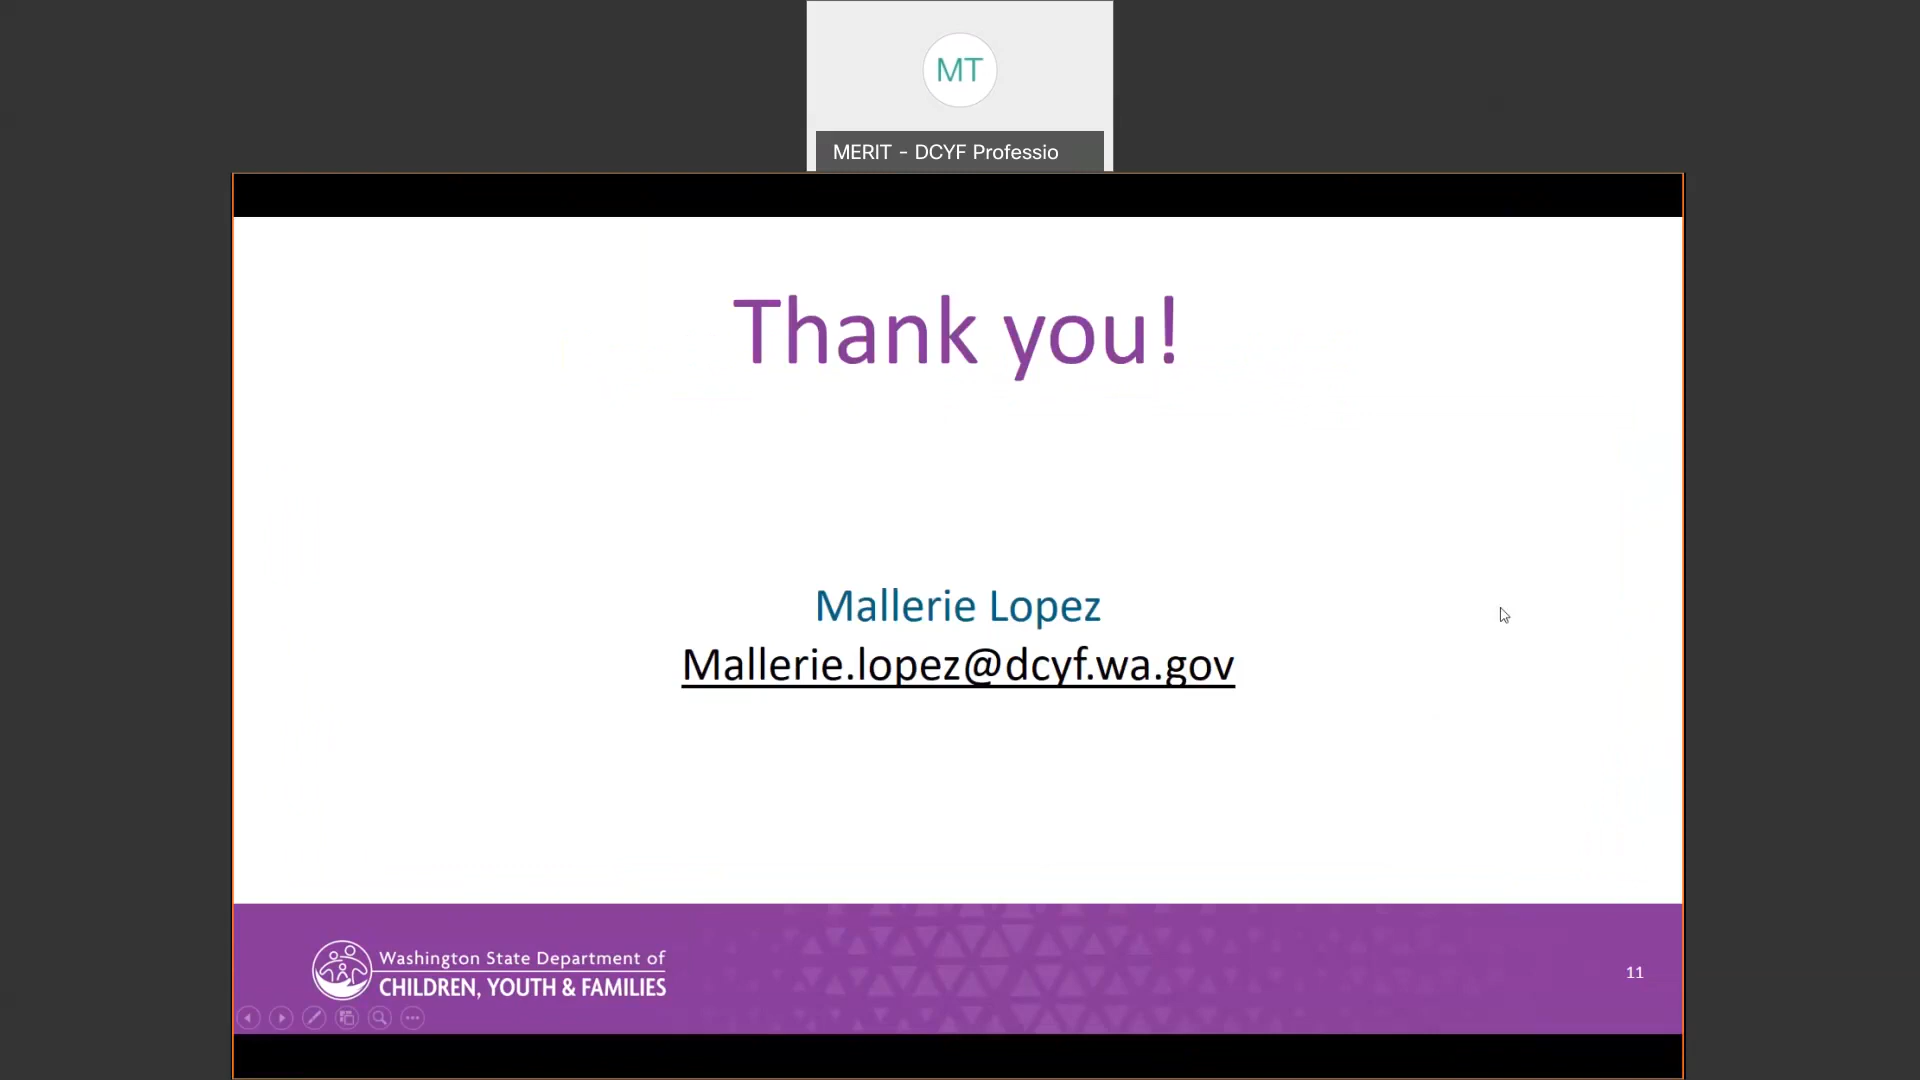 MT
MERIT - DCYF Professio
Thank you!
Mallerie Lopez
Mallerie.lopez@dcyf.wa.gov
Washington State Department of
CHILDREN, YOUTH & FAMILIES
11